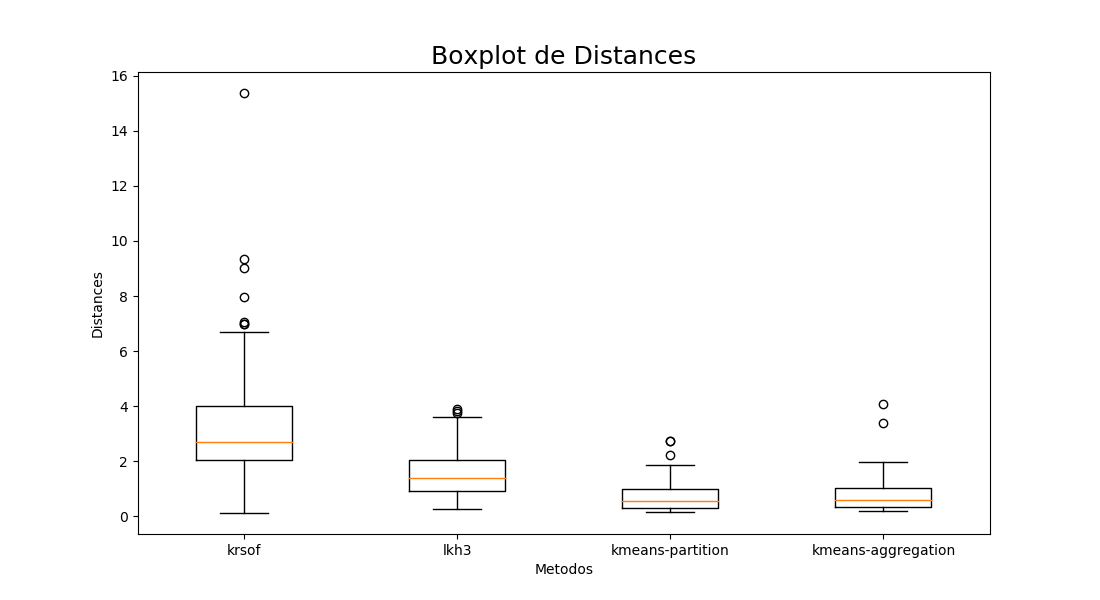 Boxplot de Distances
16
14
12
10
8
6
4
2
0
Distances
krsof lkh3 kmeans-partition kmeans-aggregation
Metodos